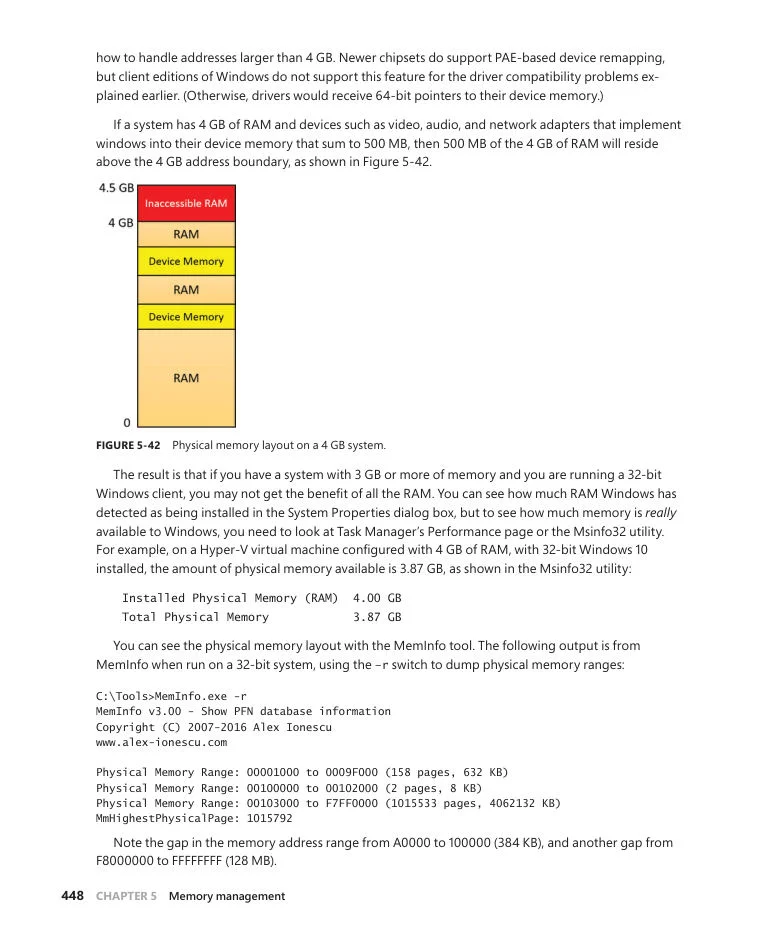 how to handle addresses larger than 4 GB. Newer chipsets do support PAE-based device remapping,
but client editions of Windows do not support this feature for the driver compatibility problems ex-
plained earlier. (Otherwise, drivers would receive 64-bit pointers to their device memory.)
If a system has 4 GB of RAM and devices such as video, audio, and network adapters that implement
windows into their device memory that sum to 500 MB, then 500 MB of the 4 GB of RAM will reside
above the 4 GB address boundary, as shown in Figure 5-42.
4.5 GB
Inaccessible RAM
4 GB
RAM
Device Memory
RAM
Device Memory
RAM
0
FIGURE 5-42 Physical memory layout on a 4 GB system.
The result is that if you have a system with 3 GB or more of memory and you are running a 32-bit
Windows client, you may not get the benefit of all the RAM. You can see how much RAM Windows has
detected as being installed in the System Properties dialog box, but to see how much memory is really
available to Windows, you need to look at Task Manager's Performance page or the Msinfo32 utility.
For example, on a Hyper-V virtual machine configured with 4 GB of RAM, with 32-bit Windows 10
installed, the amount of physical memory available is 3.87 GB, as shown in the Msinfo32 utility:
Installed Physical Memory (RAM) 4.00 GB
Total Physical Memory 3.87 GB
You can see the physical memory layout with the MemInfo tool. The following output is from
MemInfo when run on a 32-bit system, using the –r switch to dump physical memory ranges:
C:\Tools>MemInfo.exe -r
MemInfo v3.00 - Show PFN database information
Copyright (C) 2007-2016 Alex Ionescu
www.alex-ionescu.com
Physical Memory Range: 00001000 to 0009F000 (158 pages, 632 KB)
Physical Memory Range: 00100000 to 00102000 (2 pages, 8 KB)
Physical Memory Range: 00103000 to F7FF0000 (1015533 pages, 4062132 KB)
MmHighestPhysicalPage: 1015792
Note the gap in the memory address range from A0000 to 100000 (384 KB), and another gap from
F8000000 to FFFFFFFF (128 MB).
448 CHAPTER 5 Memory management